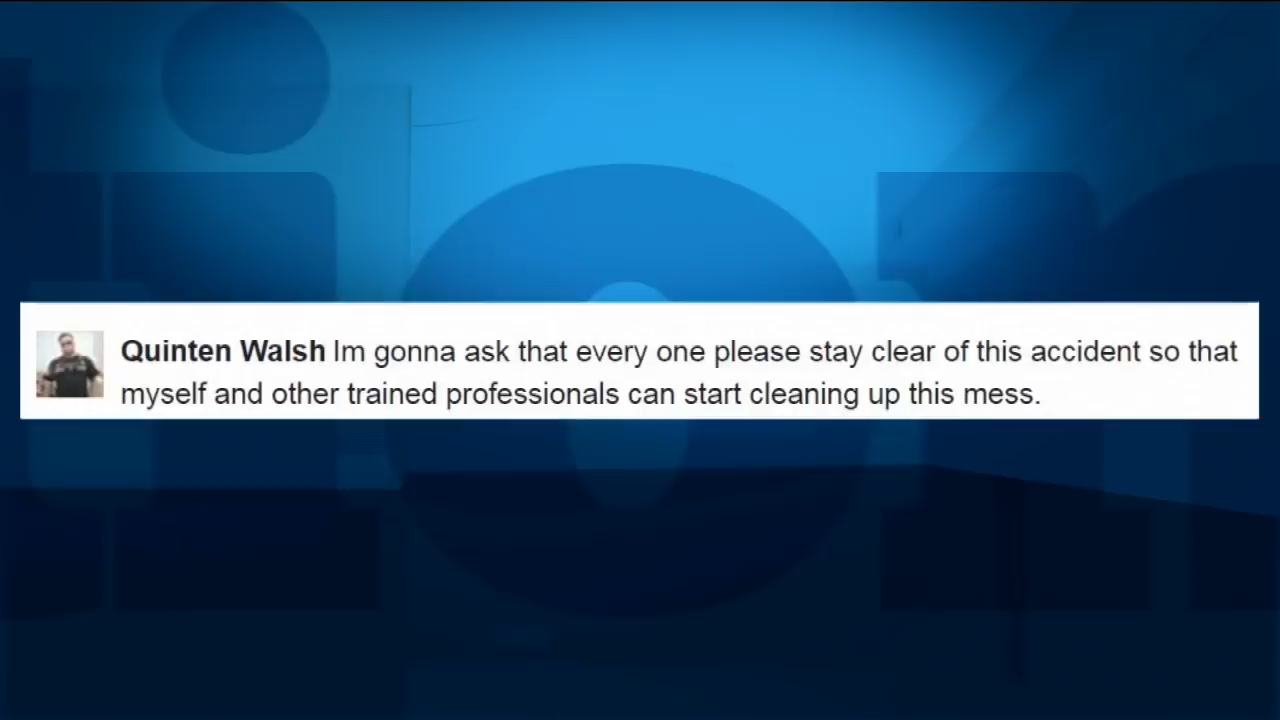 Quinten Walsh Im gonna ask that every one please stay clear of this accident so that
myself and other trained professionals can start cleaning up this mess.